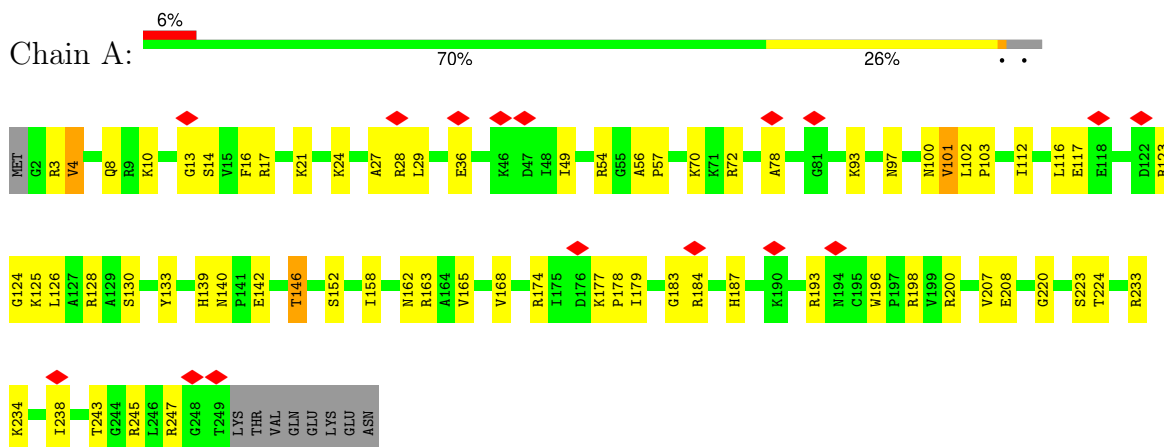 6%
Chain A:
70% 26% • •
MET G2 R3 V4 Q8 R9 K10 G13 S14 V15 F16 R17 K21 K24 A27 R28 L29 E36 K46 D47 I48 I49 R54 G55 A56 P57 K70 K71 R72 A78 G81 K93 N97 N100 V101 L102 P103 I112 L116 E117 E118 D122 R123
G124 K125 L126 A127 R128 A129 S130 Y133 H139 N140 P141 E142 T146 S152 I158 N162 R163 A164 V165 V168 R174 I175 D176 K177 P178 I179 G183 R184 H187 K190 R193 N194 C195 W196 P197 R198 V199 R200 V207 E208 G220 S223 T224 R233
K234 I238 T243 G244 R245 L246 R247 G248 T249 LYS THR VAL GLN GLU LYS GLU ASN